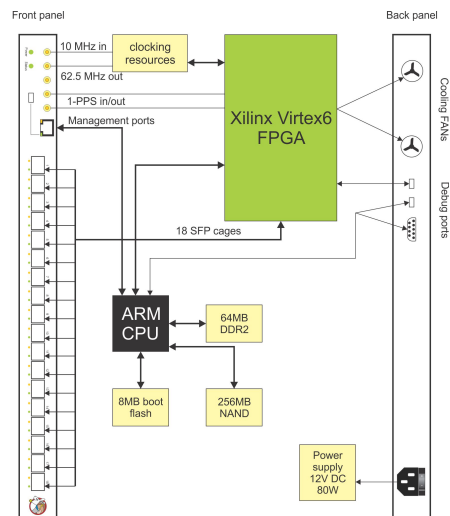 Front panel
Back panel
10 MHz in
clocking
resources
62.5 MHz out
1-PPS in/out
Management ports
Xilinx Virtex6
FPGA
Cooling FANs
Debug ports
18 SFP cages
ARM
CPU
64MB
DDR2
8MB boot
flash
256MB
NAND
Power
supply
12V DC
80W